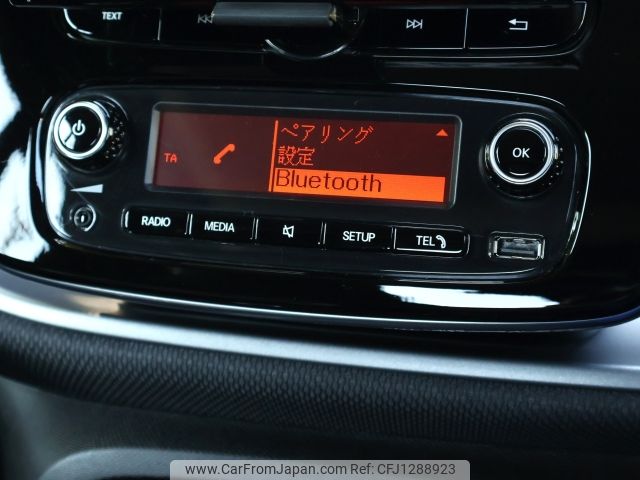 TEXT
TA
ペアリング
設定
Bluetooth
OK
RADIO
MEDIA
SETUP
TEL
www.CarFromJapan.com-Ref No. CFJ1288923